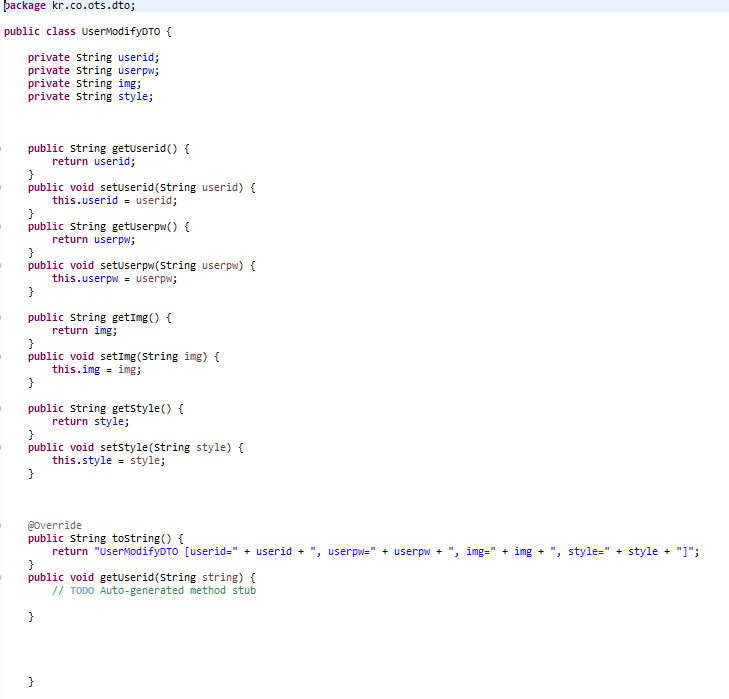 package kr.co.ots.dto;
public class UserModifyDTO {
private String userid;
private String userpw;
private String img;
private String style;
public String getUserid() {
return userid;
}
public void setUserid(String userid) {
this.userid = userid;
}
public String getUserpw() {
return userpw;
}
public void setUserpw(String userpw) {
this.userpw = userpw;
}
public String getImg() {
return img;
}
public void setImg(String img) {
this.img = img;
}
public String getStyle() {
return style;
}
public void setStyle(String style) {
this.style = style;
}
@Override
public String toString() {
return "UserModifyDTO [userid=" + userid + ", userpw=" + userpw + ", img=" + img + ", style=" + style + "]";
}
public void getUserid(String string) {
// TODO Auto-generated method stub
}
}